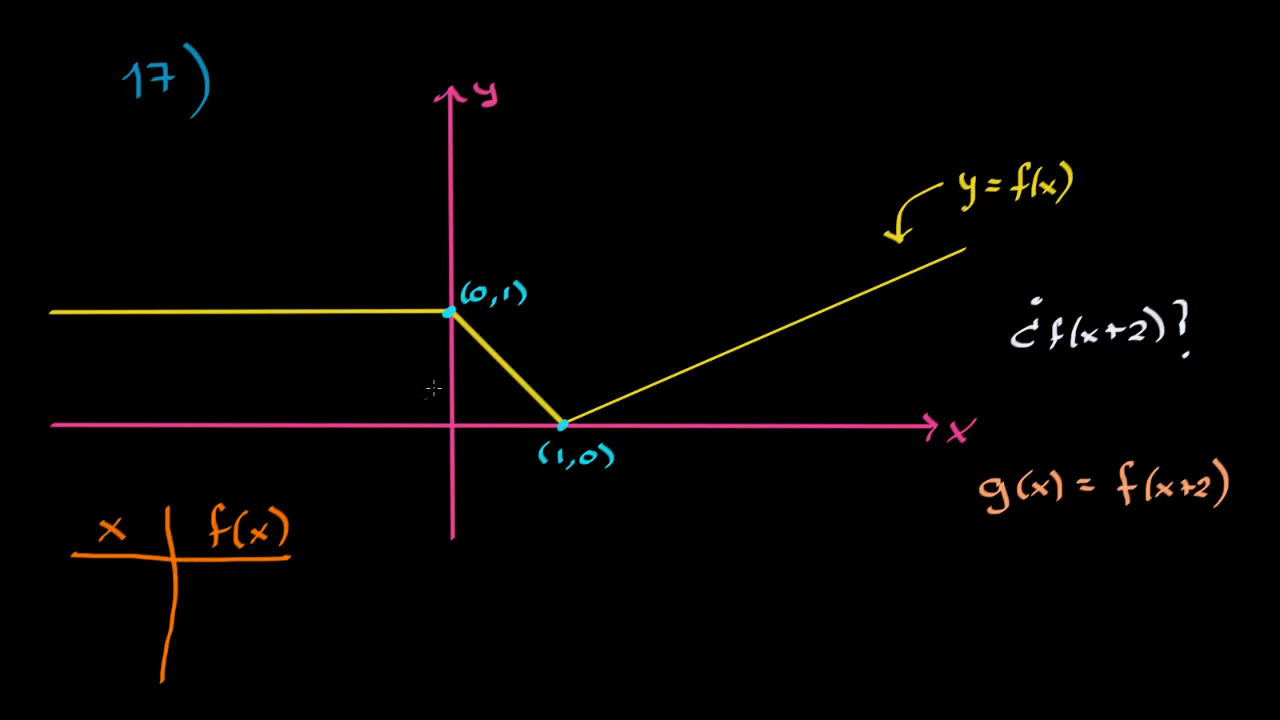 17)
y
y = f(x)
(0,1)
¿f(x+2)?
x
(1,0)
g(x) = f(x+2)
x f(x)